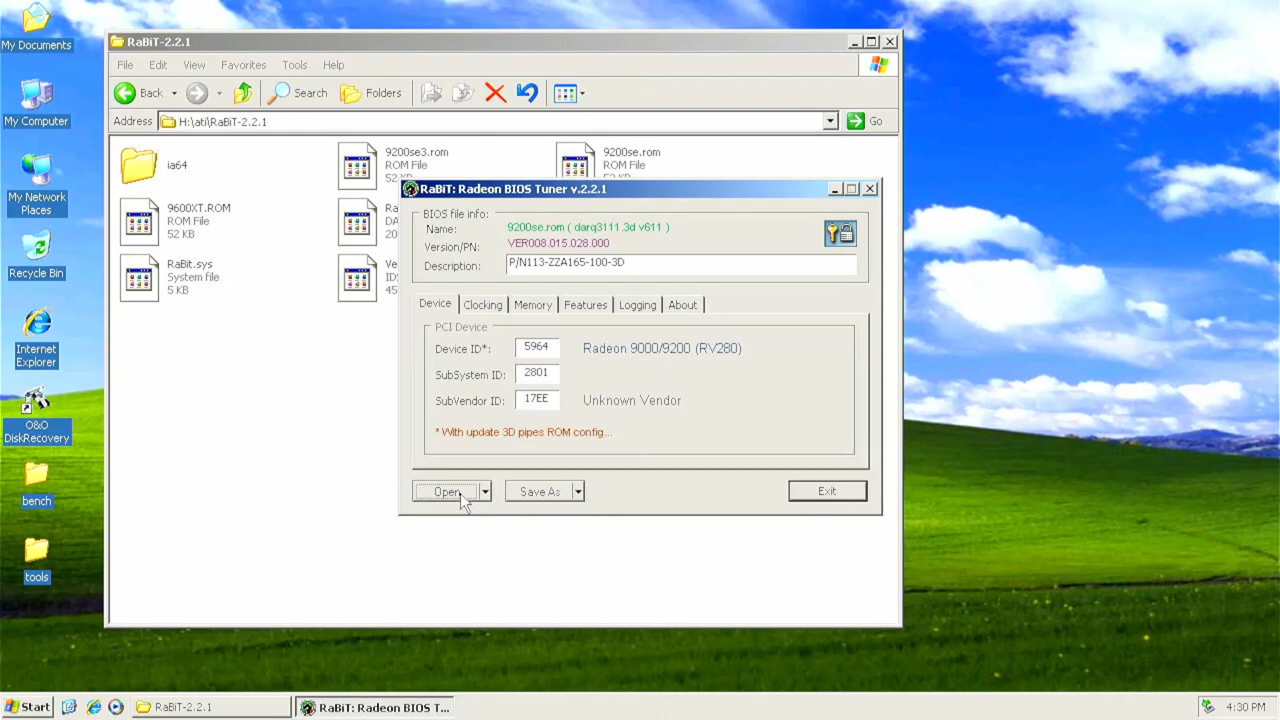 My Documents
My Computer
My Network
Places
Recycle Bin
Internet
Explorer
O&O
DiskRecovery
bench
tools
RaBiT-2.2.1
File Edit View Favorites Tools Help
Back Search Folders
Address H:\ati\RaBiT-2.2.1 Go
ia64
9200se3.rom
ROM File
9200se.rom
ROM File
9600XT.ROM
ROM File
52 KB
RaBit.sys
System file
5 KB
RaBiT: Radeon BIOS Tuner v.2.2.1
BIOS file info:
Name: 9200se.rom ( darq3111 .3d v611 )
Version/PN: VER008.015.028.000
Description: P/N113-ZZA165-100-3D
Device Clocking Memory Features Logging About
PCI Device
Device ID*: 5964 Radeon 9000/9200 (RV280)
SubSystem ID: 2801
SubVendor ID: 17EE Unknown Vendor
* With update 3D pipes ROM config...
Open Save As Exit
Start RaBiT-2.2.1 RaBiT: Radeon BIOS T... 4:30 PM